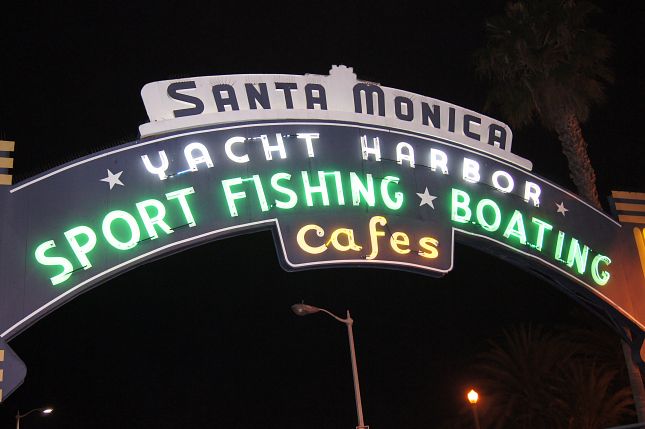 SANTA MONICA
YACHT HARBOR
SPORT FISHING BOATING
Cafes